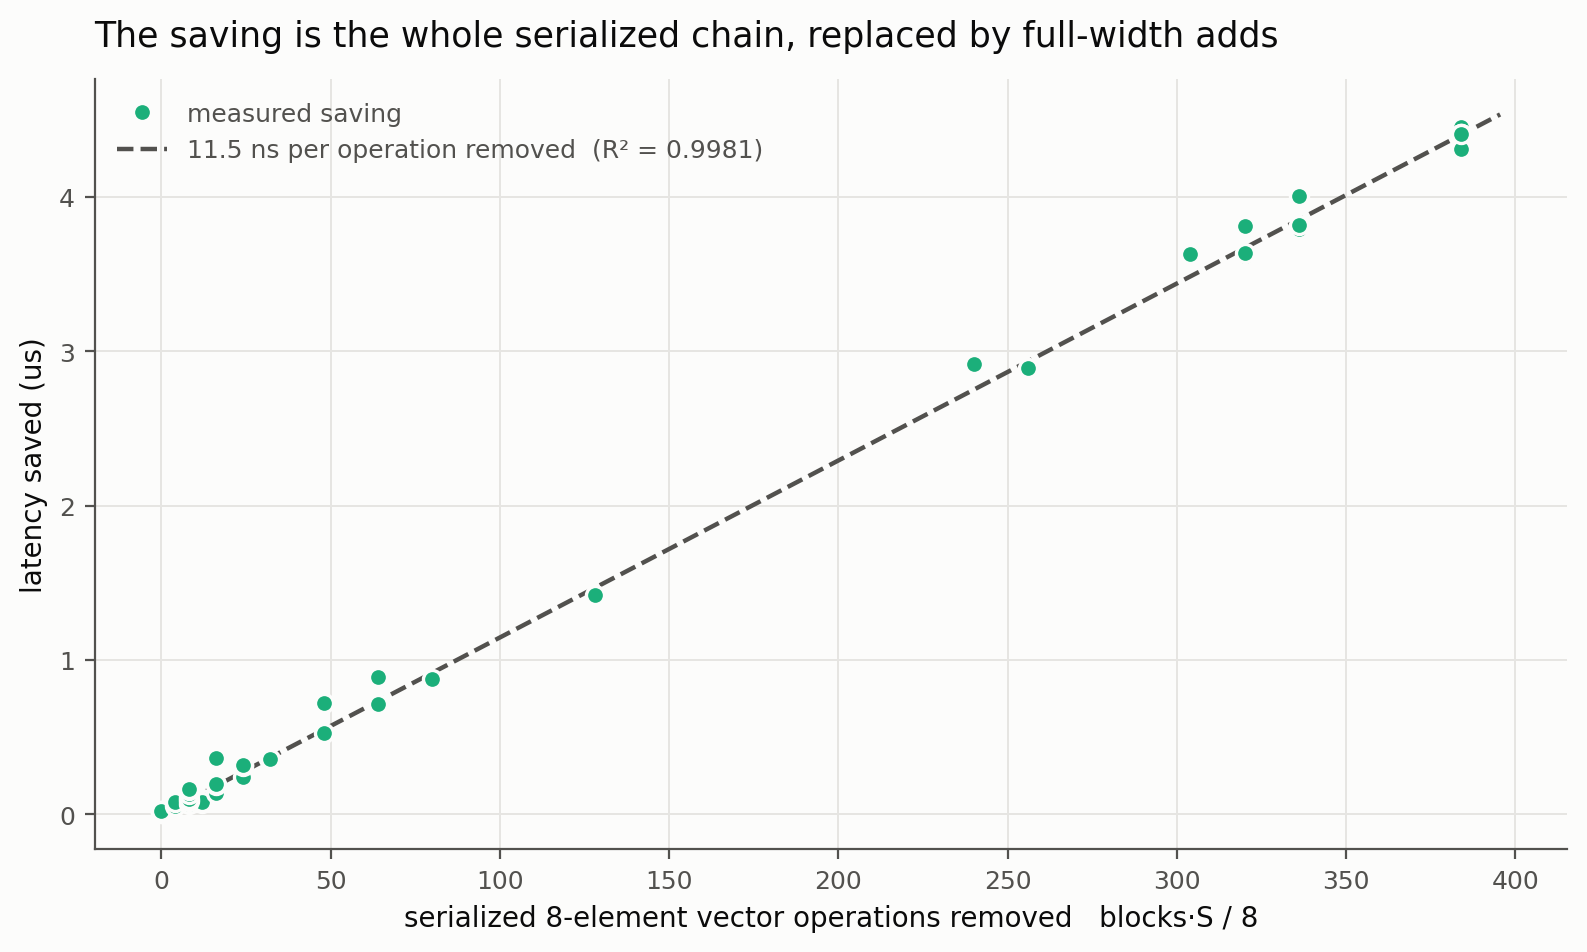 The saving is the whole serialized chain, replaced by full-width adds
measured saving
11.5 ns per operation removed (R² = 0.9981)
latency saved (us)
4
3
2
1
0
0 50 100 150 200 250 300 350 400
serialized 8-element vector operations removed blocks·S / 8